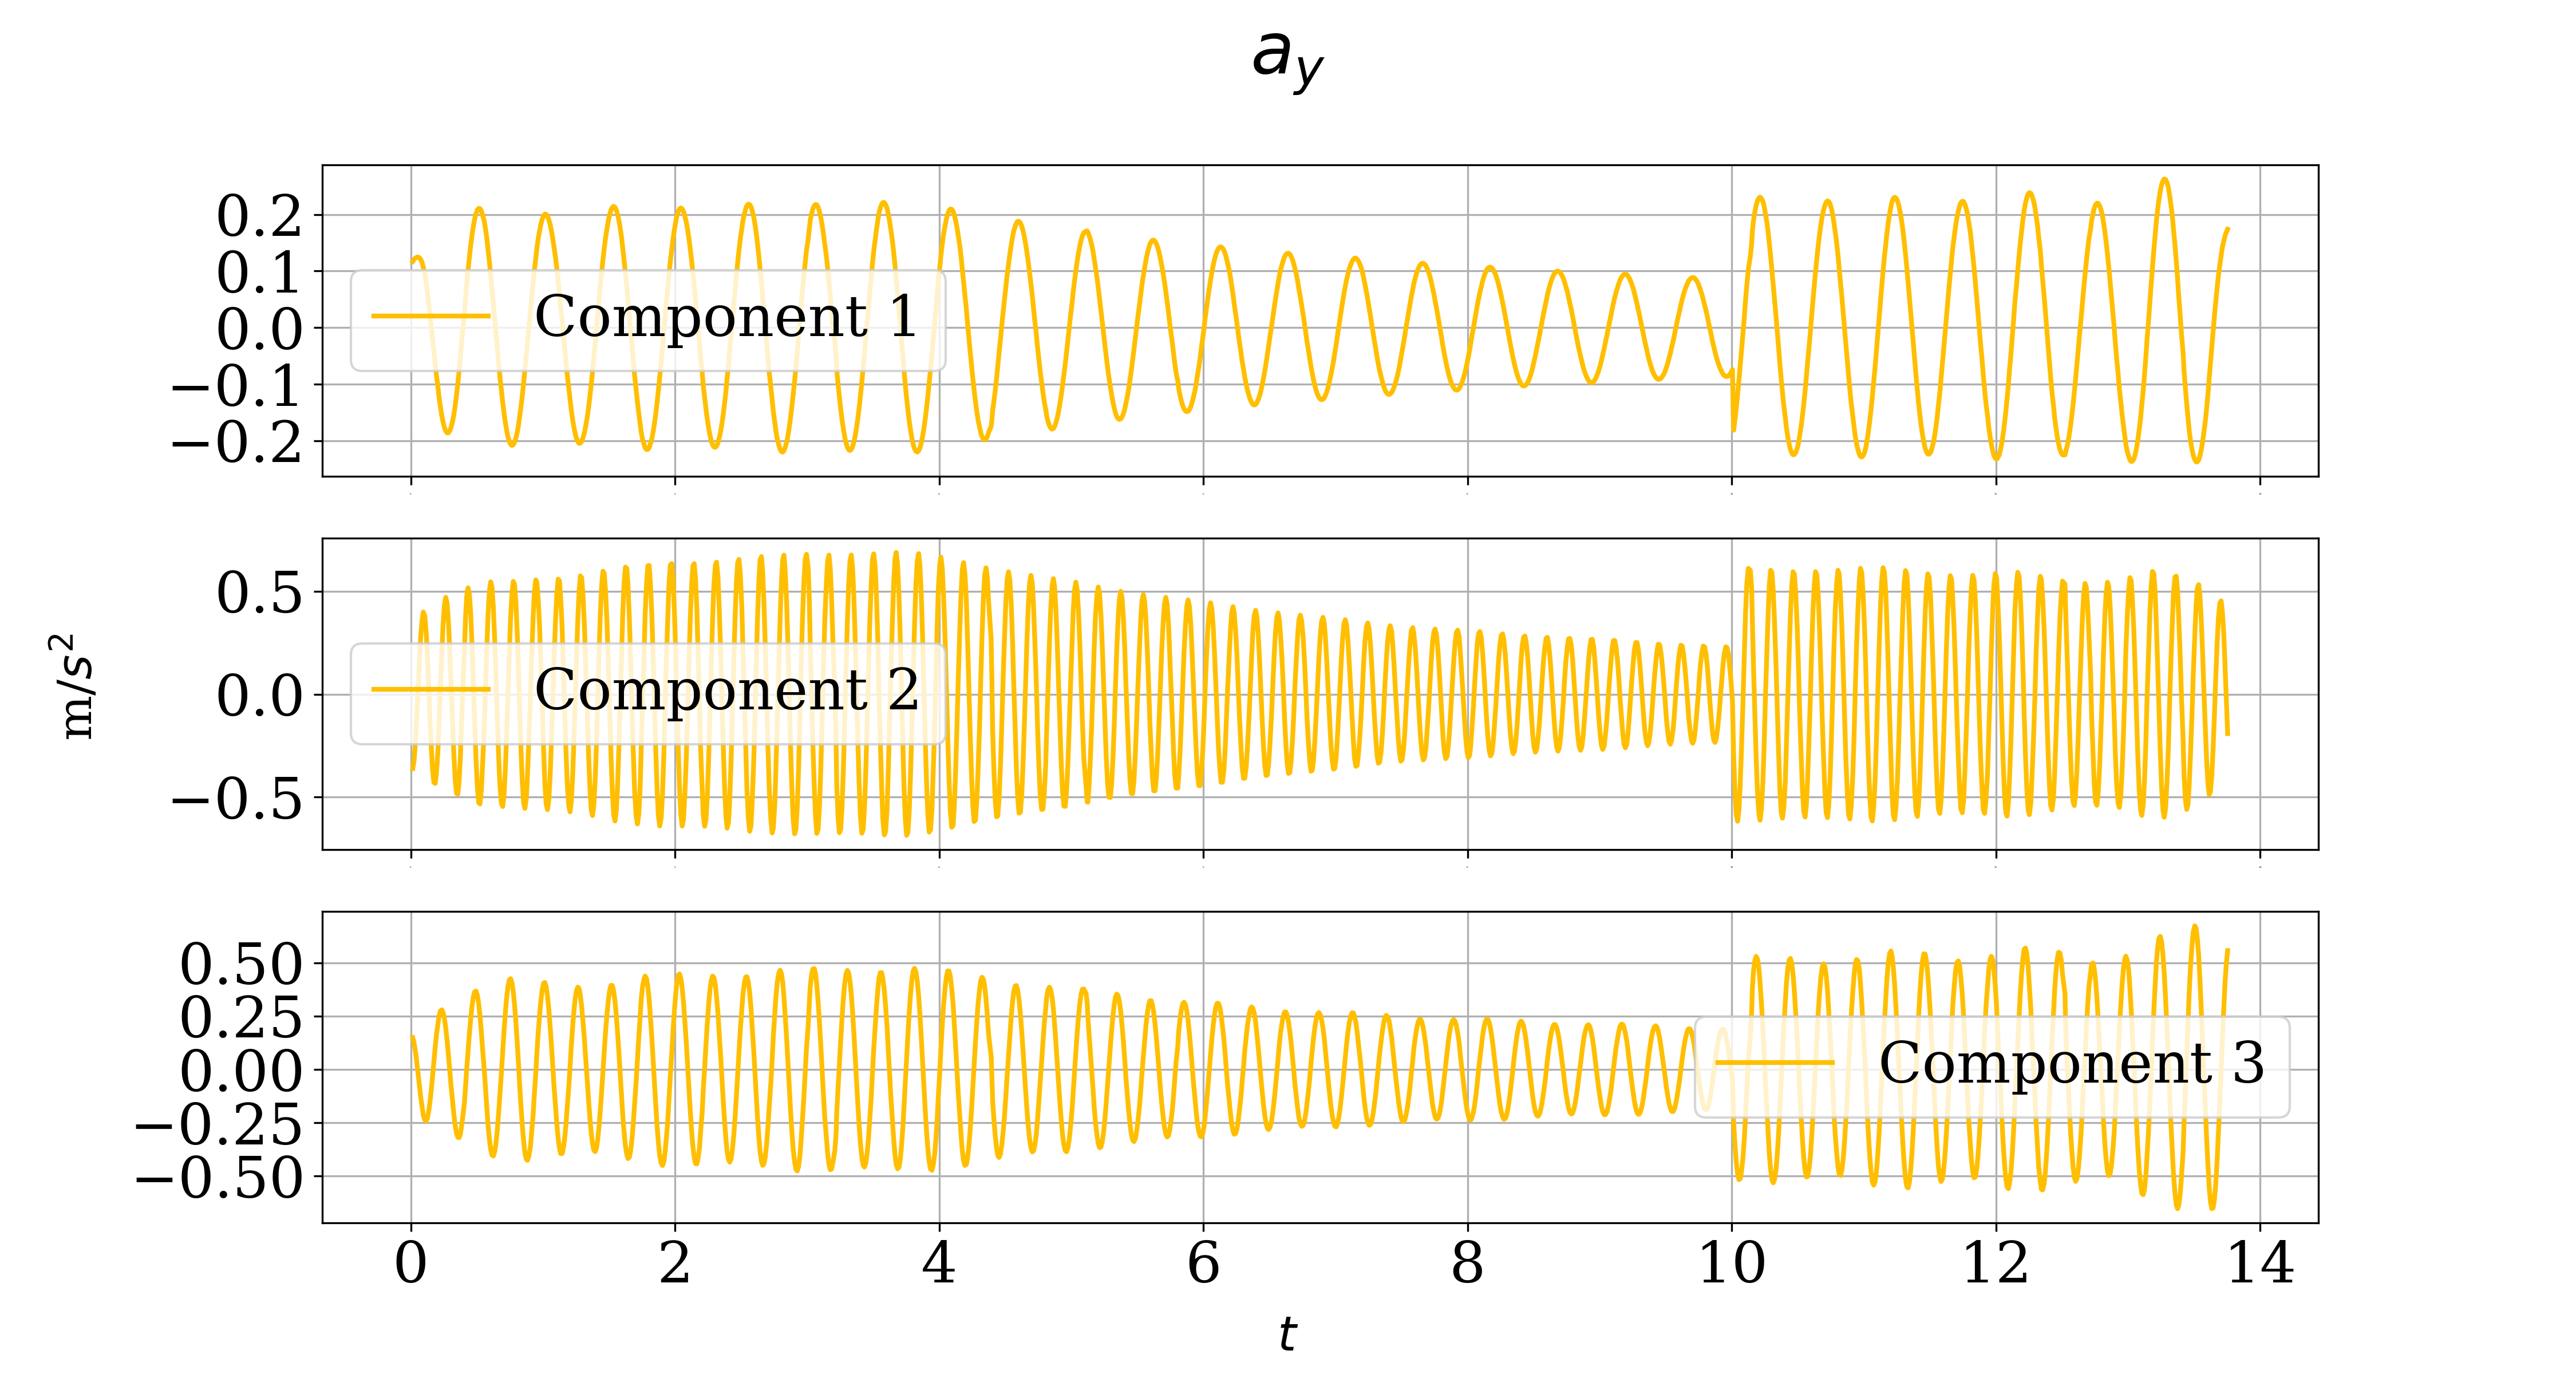 a_y
0.2
0.1
0.0
−0.1
−0.2
Component 1
m/s²
0.5
0.0
−0.5
Component 2
0.50
0.25
0.00
−0.25
−0.50
Component 3
0 2 4 6 8 10 12 14
t